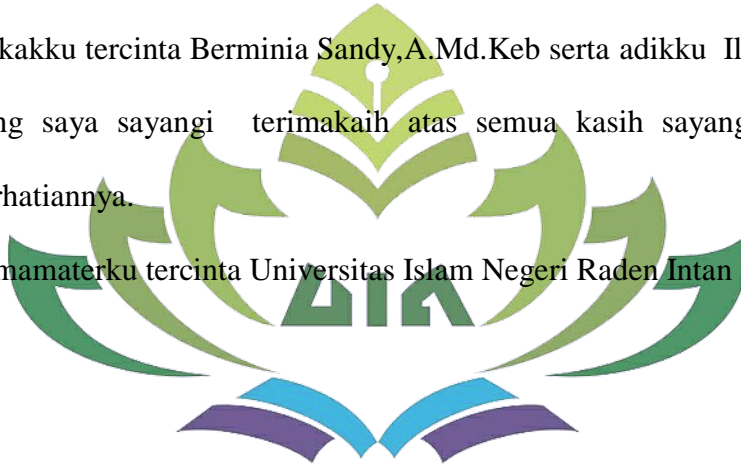 kakku tercinta Berminia Sandy,A.Md.Keb serta adikku Il
ng saya sayangi terimakaih atas semua kasih sayang
rhatiannya.
mamaterku tercinta Universitas Islam Negeri Raden Intan